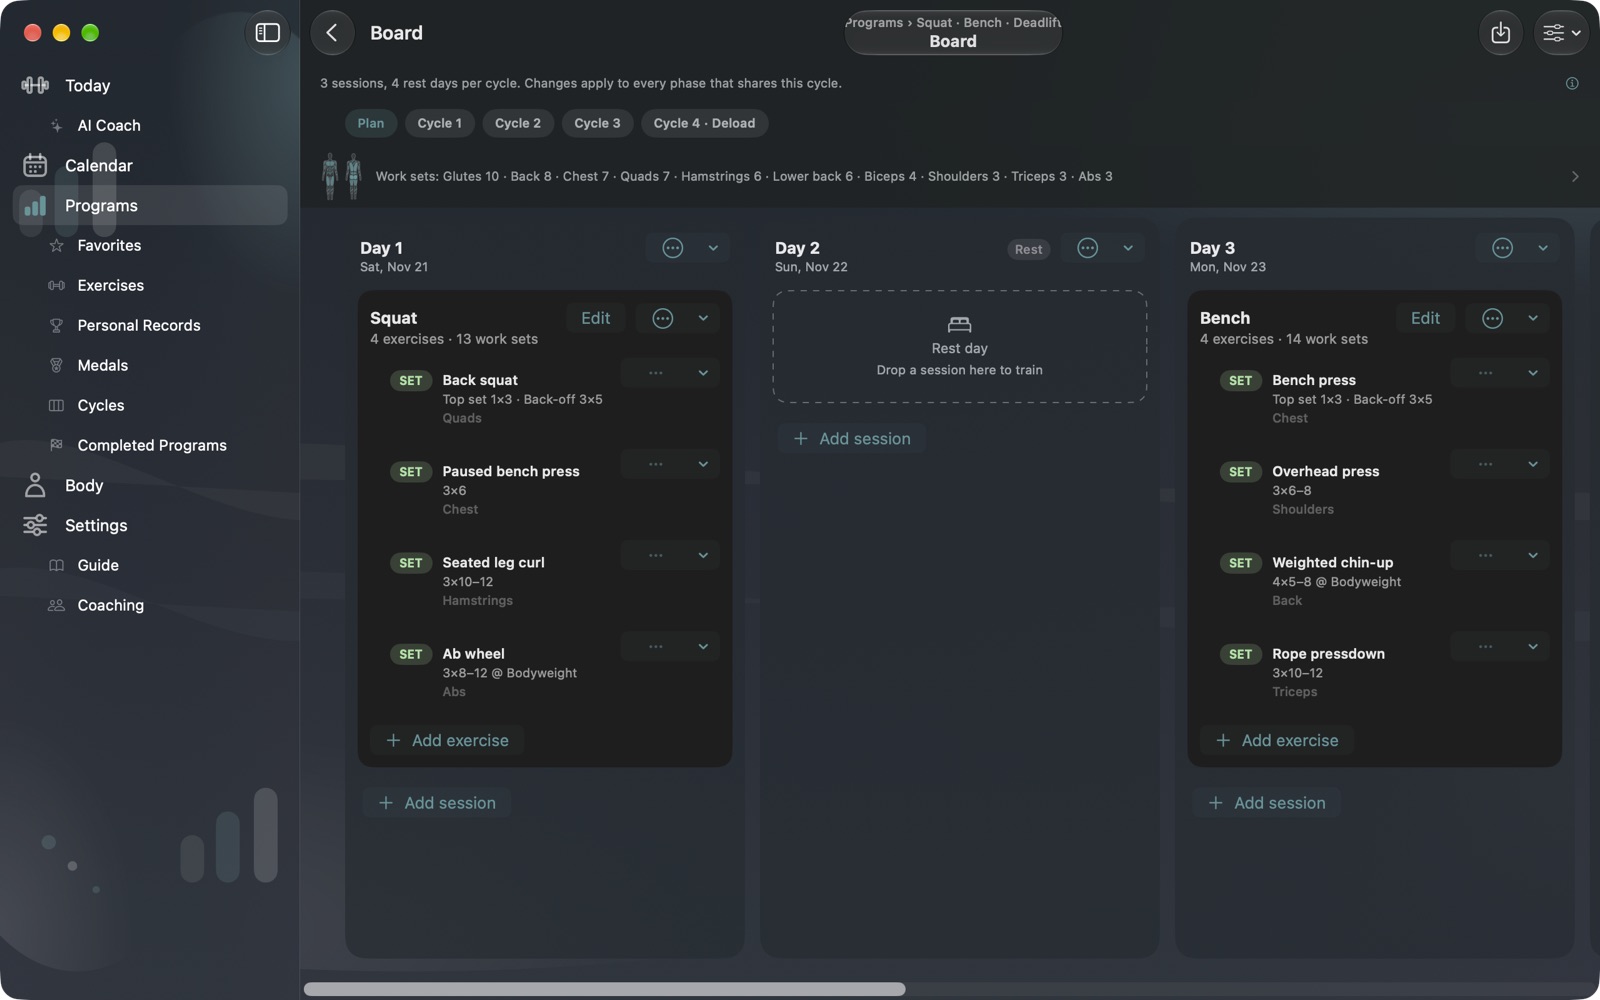 Today
AI Coach
Calendar
Programs
Favorites
Exercises
Personal Records
Medals
Cycles
Completed Programs
Body
Settings
Guide
Coaching
Board
Programs › Squat · Bench · Deadlift
Board
3 sessions, 4 rest days per cycle. Changes apply to every phase that shares this cycle.
Plan
Cycle 1
Cycle 2
Cycle 3
Cycle 4 · Deload
Work sets: Glutes 10 · Back 8 · Chest 7 · Quads 7 · Hamstrings 6 · Lower back 6 · Biceps 4 · Shoulders 3 · Triceps 3 · Abs 3
Day 1
Sat, Nov 21
Squat
Edit
4 exercises · 13 work sets
SET
Back squat
Top set 1×3 · Back-off 3×5
Quads
SET
Paused bench press
3×6
Chest
SET
Seated leg curl
3×10–12
Hamstrings
SET
Ab wheel
3×8–12 @ Bodyweight
Abs
+ Add exercise
+ Add session
Day 2
Rest
Sun, Nov 22
Rest day
Drop a session here to train
+ Add session
Day 3
Mon, Nov 23
Bench
Edit
4 exercises · 14 work sets
SET
Bench press
Top set 1×3 · Back-off 3×5
Chest
SET
Overhead press
3×6–8
Shoulders
SET
Weighted chin-up
4×5–8 @ Bodyweight
Back
SET
Rope pressdown
3×10–12
Triceps
+ Add exercise
+ Add session